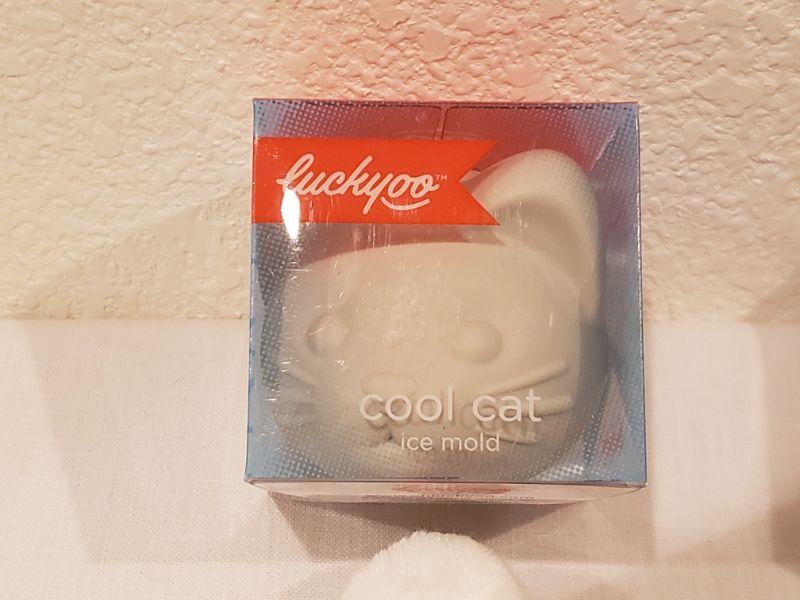 luckyoo™
cool cat
ice mold